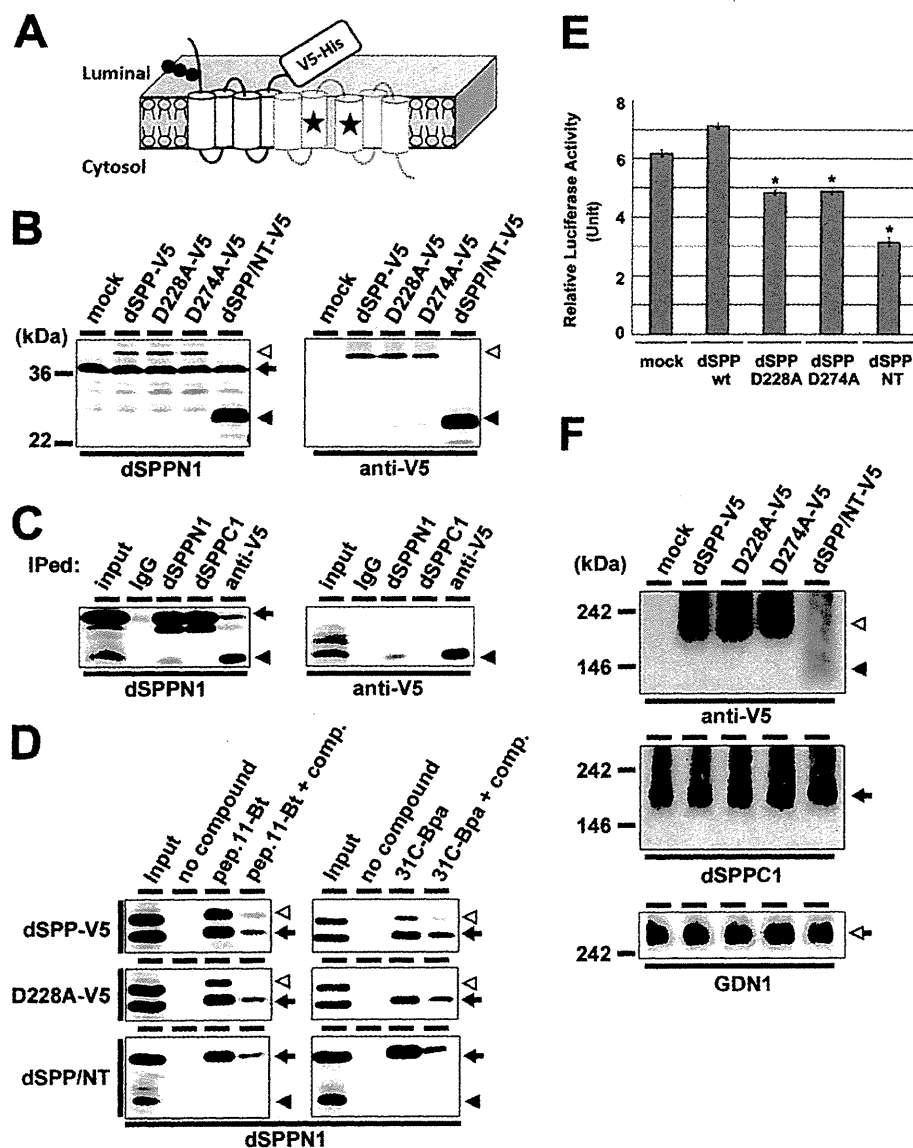 A
Luminal
V5-His
Cytosol
B
mock
dSPP-V5
D228A-V5
D274A-V5
dSPP/NT-V5
mock
dSPP-V5
D228A-V5
D274A-V5
dSPP/NT-V5
(kDa)
36
22
dSPPN1
anti-V5
C
IPed:
input
IgG
dSPPN1
dSPPC1
anti-V5
input
IgG
dSPPN1
dSPPC1
anti-V5
dSPPN1
anti-V5
D
Input
no compound
pep.11-Bt
pep.11-Bt + comp.
Input
no compound
31C-Bpa
31C-Bpa + comp.
dSPP-V5
D228A-V5
dSPP/NT
dSPPN1
E
Relative Luciferase Activity
(Unit)
8
6
4
2
0
*
*
*
mock
dSPP
wt
dSPP
D228A
dSPP
D274A
dSPP
NT
F
mock
dSPP-V5
D228A-V5
D274A-V5
dSPP/NT-V5
(kDa)
242
146
anti-V5
242
146
dSPPC1
242
GDN1